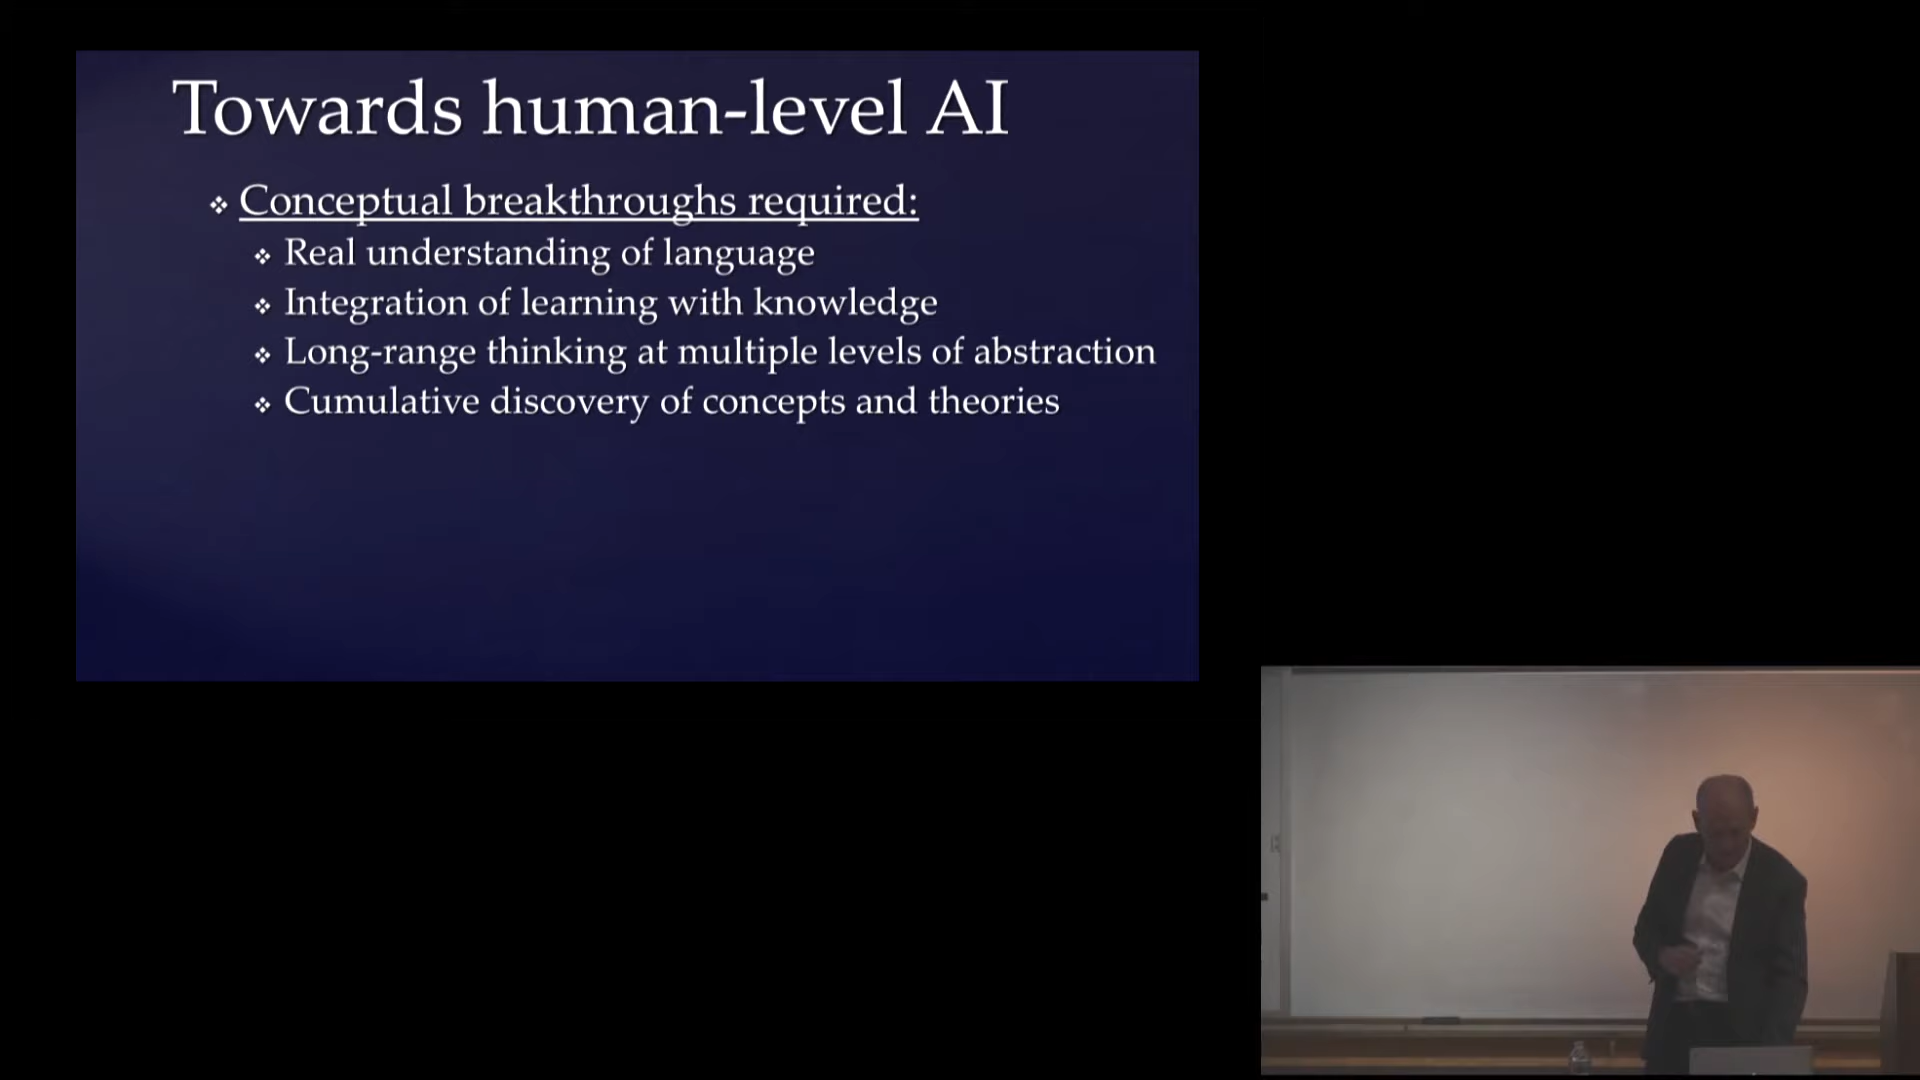 Towards human-level AI
❖ Conceptual breakthroughs required:
❖ Real understanding of language
❖ Integration of learning with knowledge
❖ Long-range thinking at multiple levels of abstraction
❖ Cumulative discovery of concepts and theories